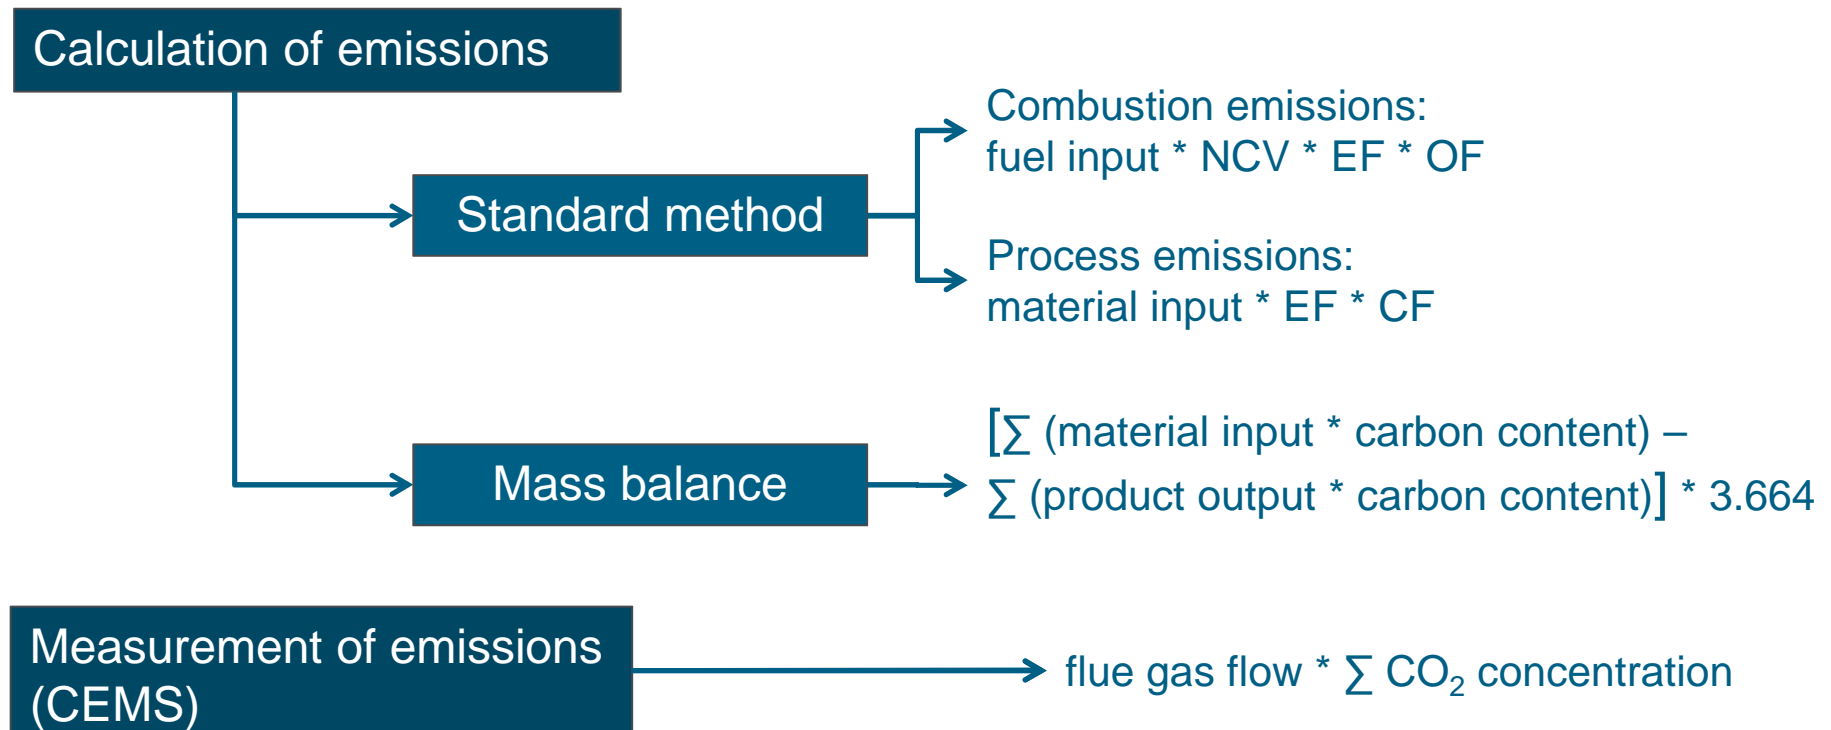 Calculation of emissions
Combustion emissions:
fuel input * NCV * EF * OF
Standard method
Process emissions:
material input * EF * CF
Mass balance
[∑ (material input * carbon content) –
∑ (product output * carbon content)] * 3.664
Measurement of emissions
(CEMS)
flue gas flow * ∑ CO₂ concentration